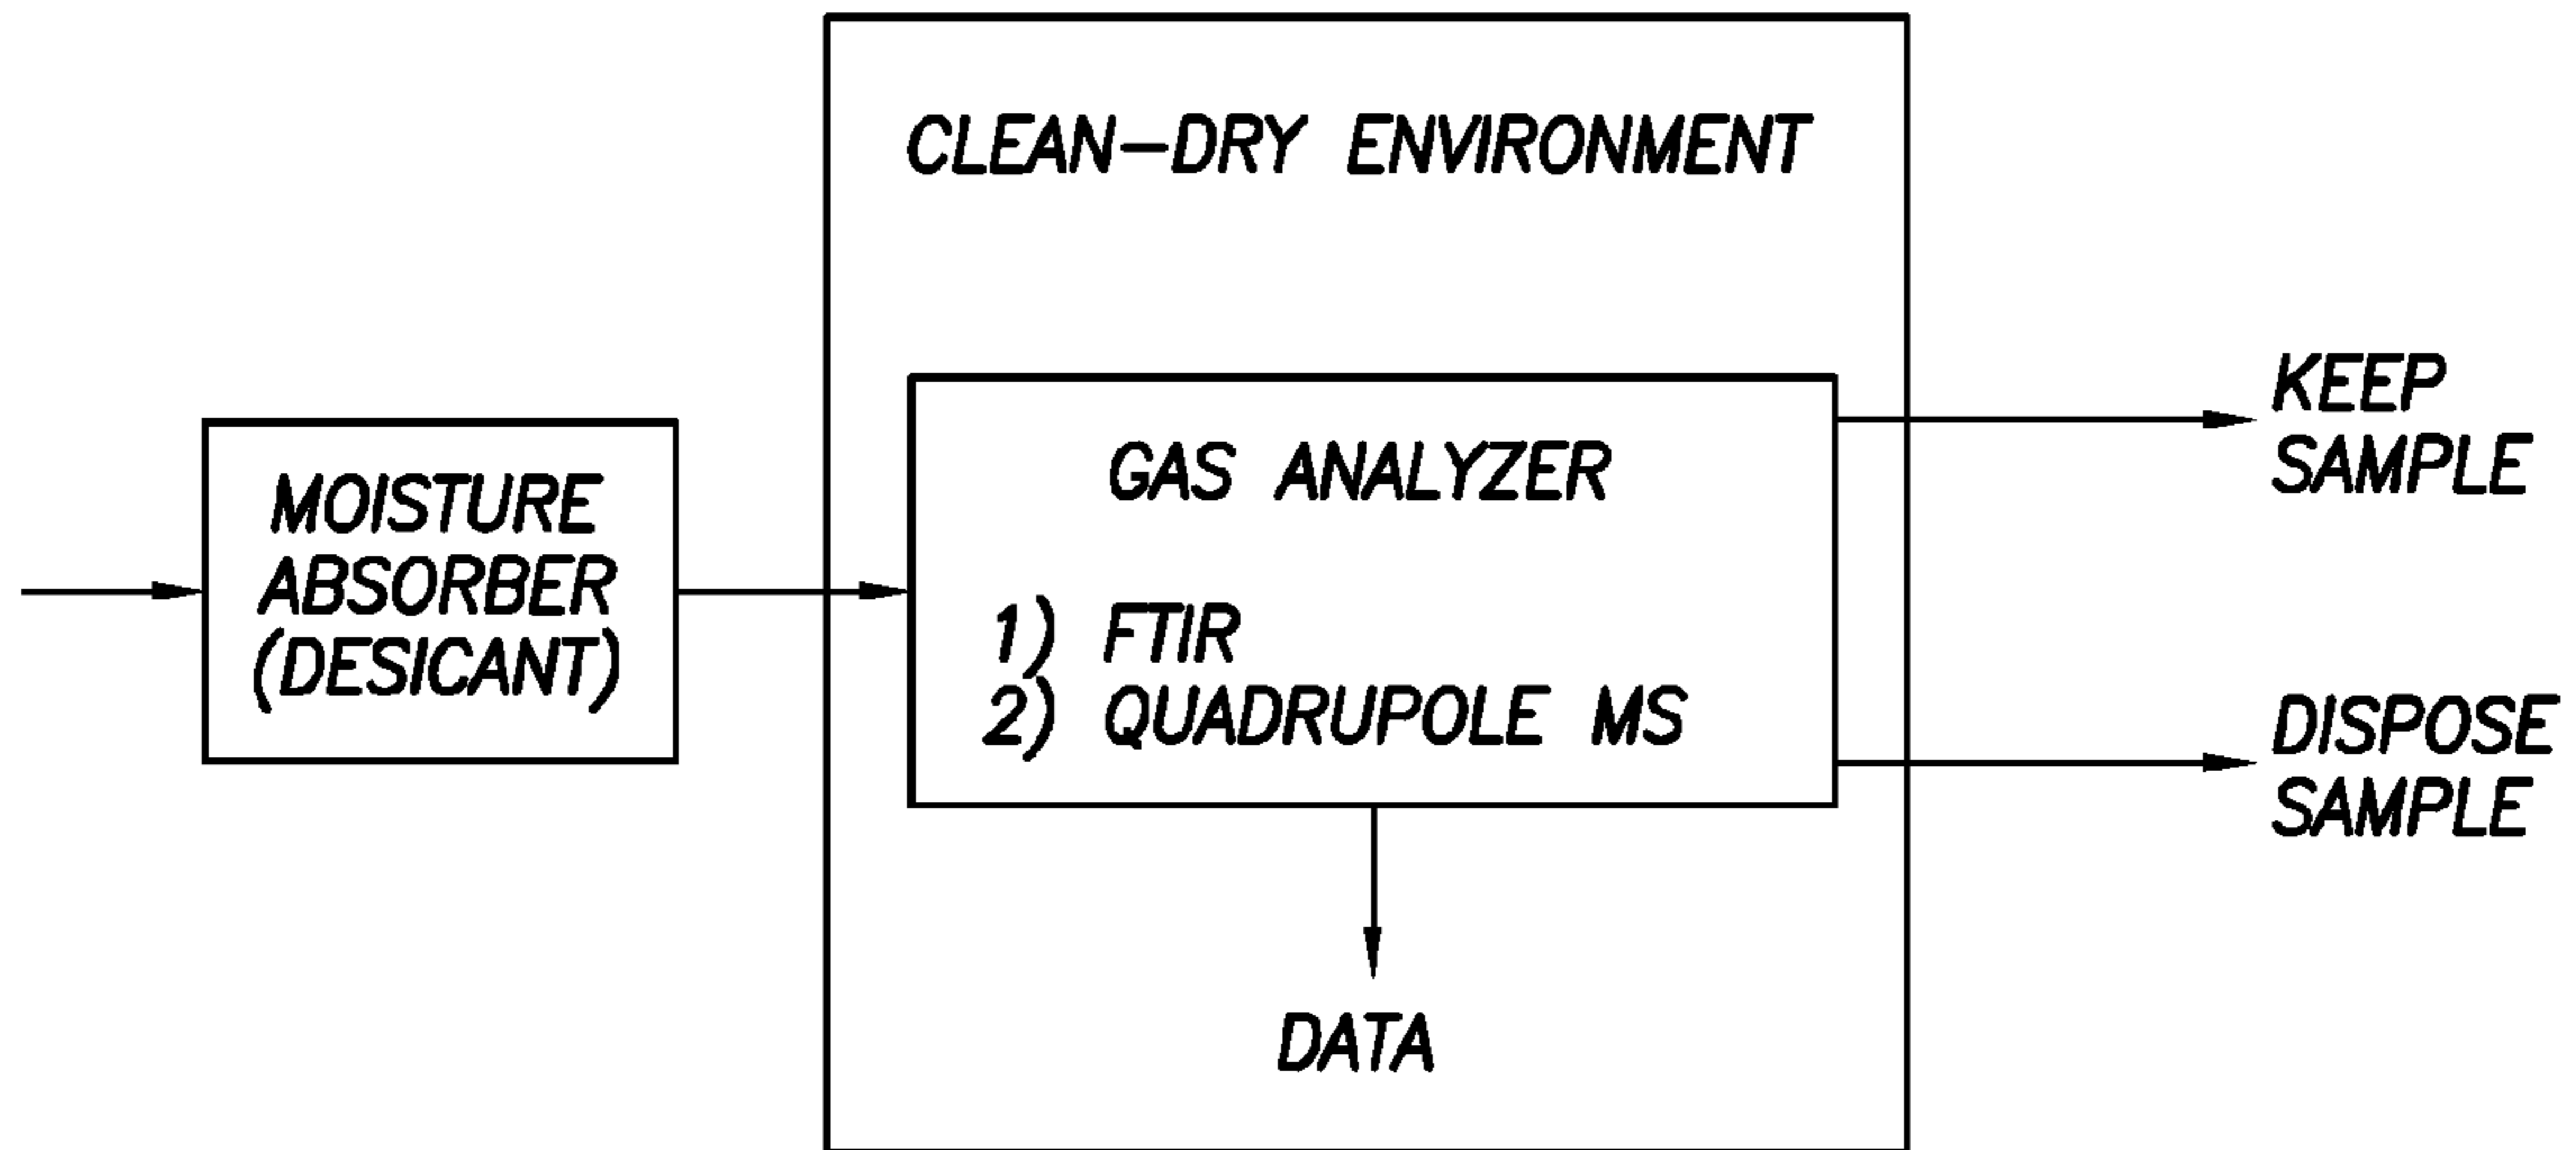 CLEAN-DRY ENVIRONMENT
MOISTURE
ABSORBER
(DESICANT)
GAS ANALYZER
1) FTIR
2) QUADRUPOLE MS
DATA
KEEP
SAMPLE
DISPOSE
SAMPLE